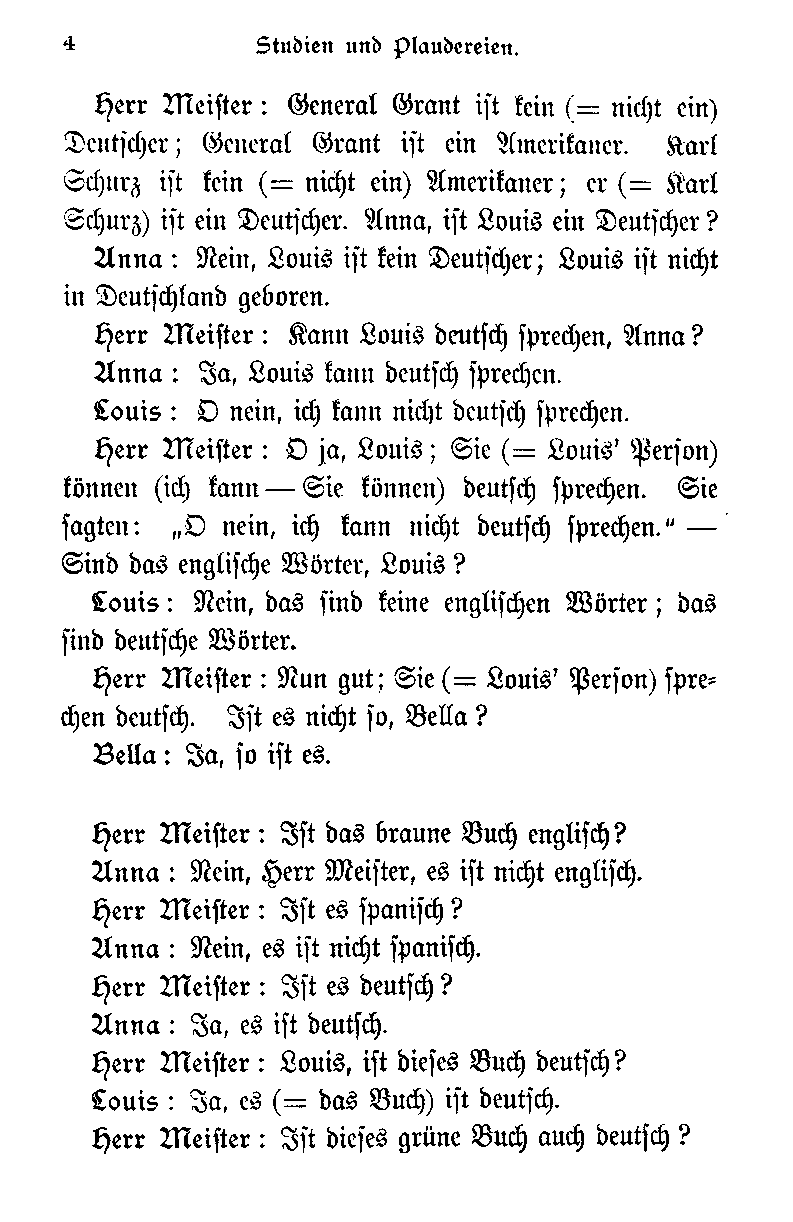 4 Studien und Plaudereien.
Herr Meister: General Grant ist kein (= nicht ein)
Deutscher; General Grant ist ein Amerikaner. Karl
Schurz ist kein (= nicht ein) Amerikaner; er (= Karl
Schurz) ist ein Deutscher. Anna, ist Louis ein Deutscher?
Anna: Nein, Louis ist kein Deutscher; Louis ist nicht
in Deutschland geboren.
Herr Meister: Kann Louis deutsch sprechen, Anna?
Anna: Ja, Louis kann deutsch sprechen.
Louis: O nein, ich kann nicht deutsch sprechen.
Herr Meister: O ja, Louis; Sie (= Louis' Person)
können (ich kann — Sie können) deutsch sprechen. Sie
sagten: „O nein, ich kann nicht deutsch sprechen.“ —
Sind das englische Wörter, Louis?
Louis: Nein, das sind keine englischen Wörter; das
sind deutsche Wörter.
Herr Meister: Nun gut; Sie (= Louis' Person) spre-
chen deutsch. Ist es nicht so, Bella?
Bella: Ja, so ist es.
Herr Meister: Ist das braune Buch englisch?
Anna: Nein, Herr Meister, es ist nicht englisch.
Herr Meister: Ist es spanisch?
Anna: Nein, es ist nicht spanisch.
Herr Meister: Ist es deutsch?
Anna: Ja, es ist deutsch.
Herr Meister: Louis, ist dieses Buch deutsch?
Louis: Ja, es (= das Buch) ist deutsch.
Herr Meister: Ist dieses grüne Buch auch deutsch?